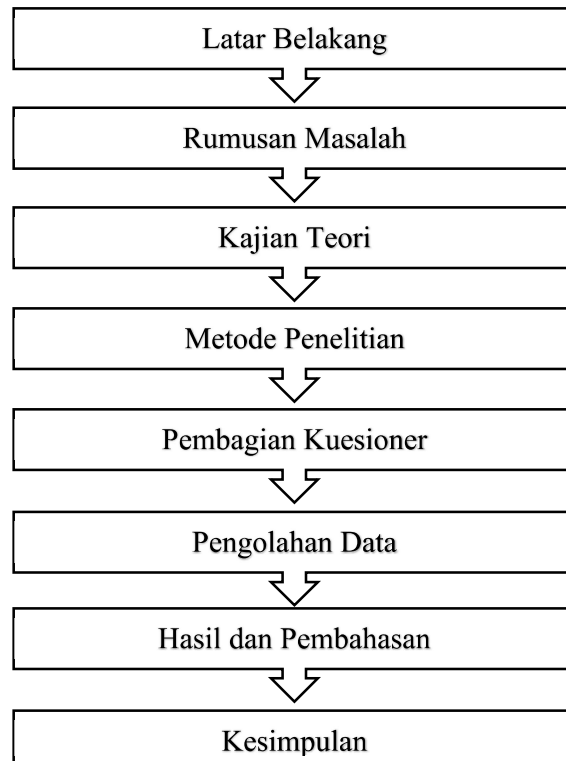 Latar Belakang
Rumusan Masalah
Kajian Teori
Metode Penelitian
Pembagian Kuesioner
Pengolahan Data
Hasil dan Pembahasan
Kesimpulan